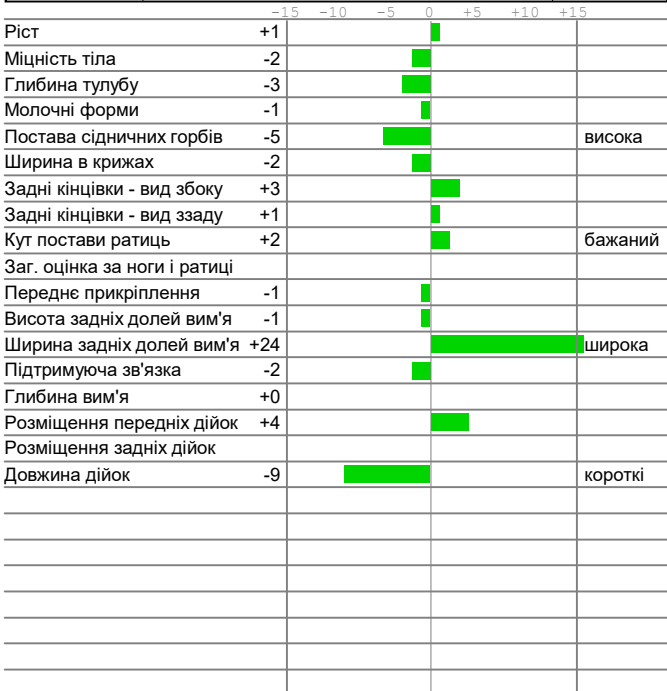 -15 -10 -5 0 +5 +10 +15
Ріст +1
Міцність тіла -2
Глибина тулубу -3
Молочні форми -1
Постава сідничних горбів -5 висока
Ширина в крижах -2
Задні кінцівки - вид збоку +3
Задні кінцівки - вид ззаду +1
Кут постави ратиць +2 бажаний
Заг. оцінка за ноги і ратиці
Переднє прикріплення -1
Висота задніх долей вим'я -1
Ширина задніх долей вим'я +24 широка
Підтримуюча зв'язка -2
Глибина вим'я +0
Розміщення передніх дійок +4
Розміщення задніх дійок
Довжина дійок -9 короткі